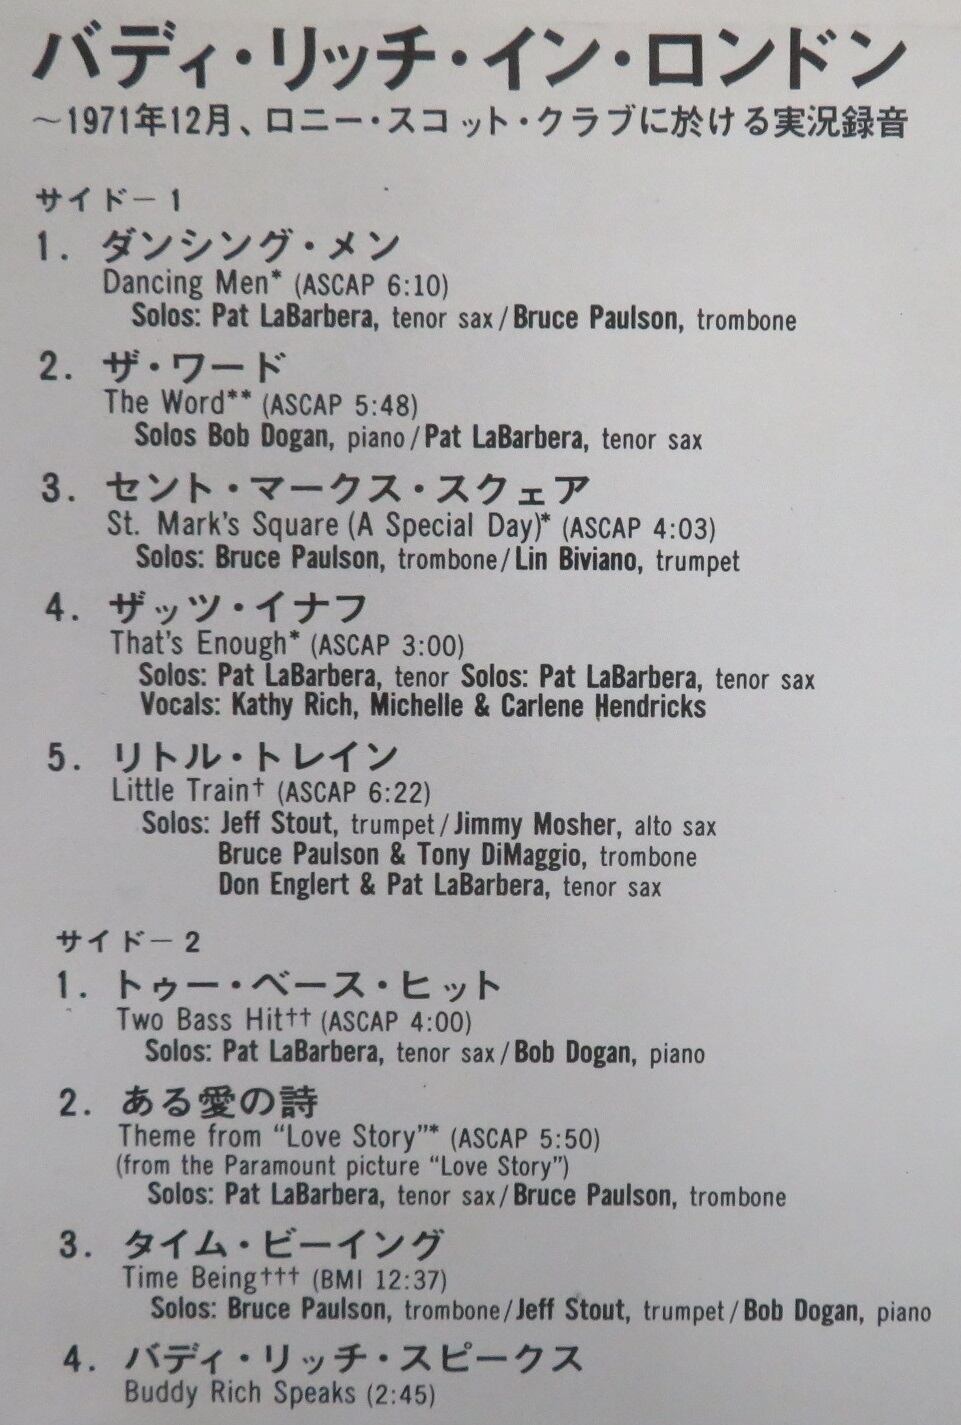 バディ・リッチ・イン・ロンドン
～1971年12月、ロニー・スコット・クラブに於ける実況録音
サイド－1
1. ダンシング・メン
Dancing Men* (ASCAP 6:10)
Solos: Pat LaBarbera, tenor sax/Bruce Paulson, trombone
2. ザ・ワード
The Word** (ASCAP 5:48)
Solos Bob Dogan, piano/Pat LaBarbera, tenor sax
3. セント・マークス・スクェア
St. Mark's Square (A Special Day)* (ASCAP 4:03)
Solos: Bruce Paulson, trombone/Lin Biviano, trumpet
4. ザッツ・イナフ
That's Enough* (ASCAP 3:00)
Solos: Pat LaBarbera, tenor Solos: Pat LaBarbera, tenor sax
Vocals: Kathy Rich, Michelle & Carlene Hendricks
5. リトル・トレイン
Little Train† (ASCAP 6:22)
Solos: Jeff Stout, trumpet/Jimmy Mosher, alto sax
Bruce Paulson & Tony DiMaggio, trombone
Don Englert & Pat LaBarbera, tenor sax
サイド－2
1. トゥー・ベース・ヒット
Two Bass Hit†† (ASCAP 4:00)
Solos: Pat LaBarbera, tenor sax/Bob Dogan, piano
2. ある愛の詩
Theme from “Love Story”* (ASCAP 5:50)
(from the Paramount picture “Love Story”)
Solos: Pat LaBarbera, tenor sax/Bruce Paulson, trombone
3. タイム・ビーイング
Time Being††† (BMI 12:37)
Solos: Bruce Paulson, trombone/Jeff Stout, trumpet/Bob Dogan, piano
4. バディ・リッチ・スピークス
Buddy Rich Speaks (2:45)